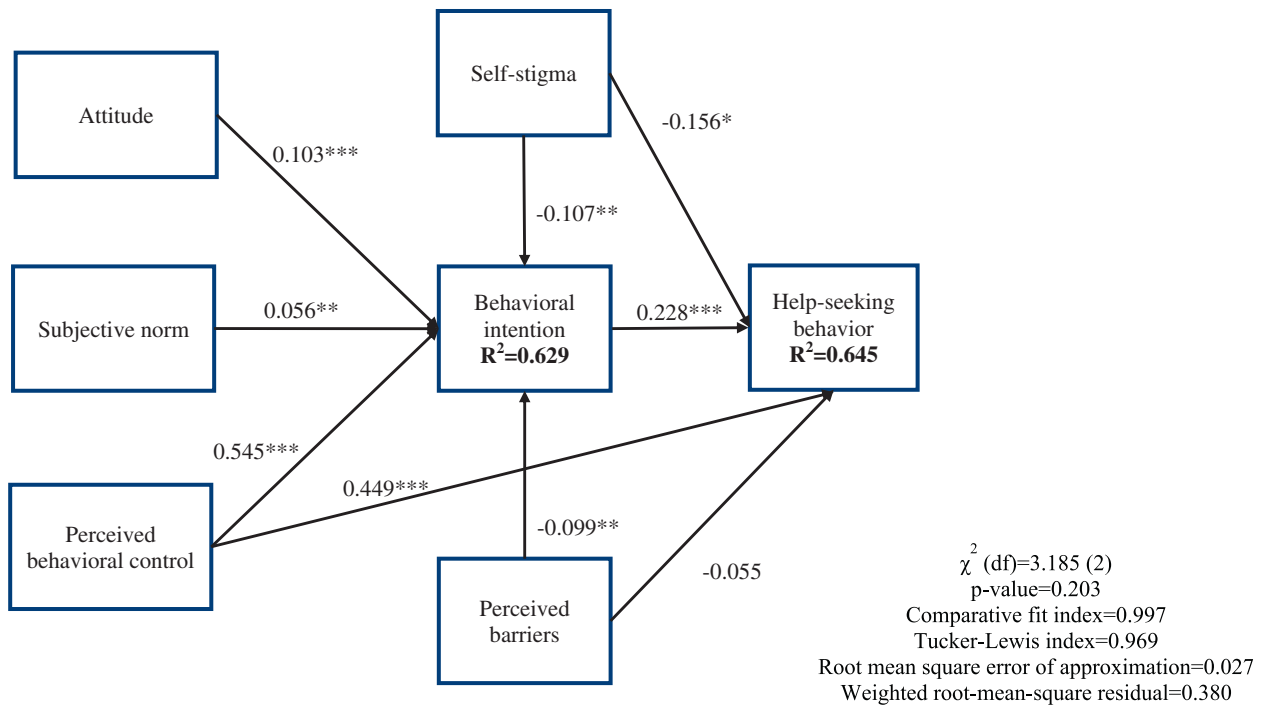 Self-stigma
Attitude
-0.156*
0.103***
-0.107**
Behavioral
intention
R²=0.629
Help-seeking
behavior
R²=0.645
Subjective norm
0.056**
0.228***
0.545***
0.449***
Perceived
behavioral control
-0.099**
-0.055
Perceived
barriers
χ² (df)=3.185 (2)
p-value=0.203
Comparative fit index=0.997
Tucker-Lewis index=0.969
Root mean square error of approximation=0.027
Weighted root-mean-square residual=0.380